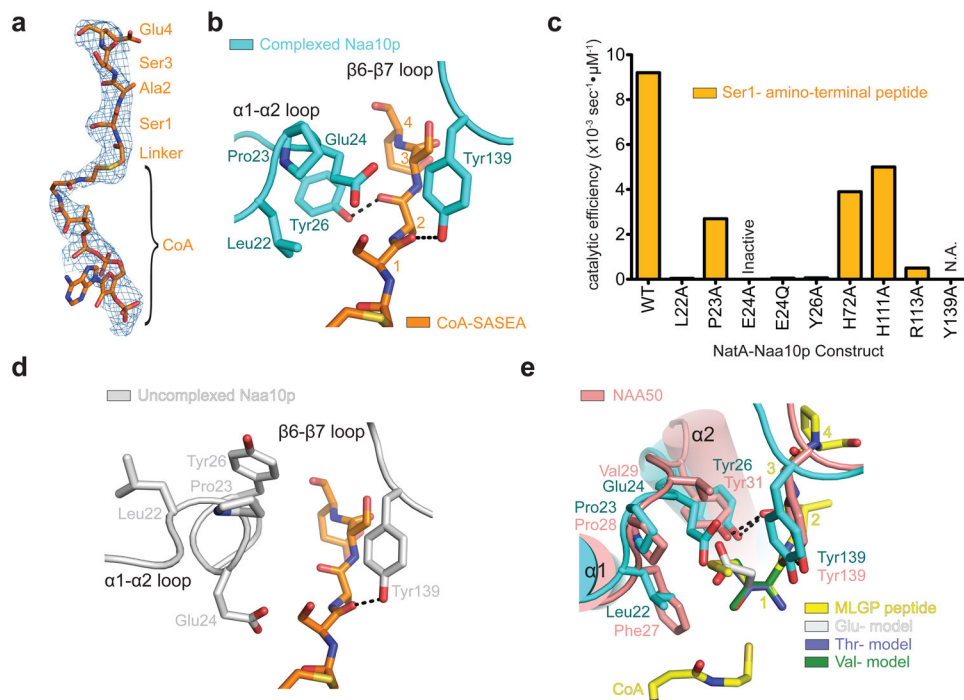 a
Glu4
Ser3
Ala2
Ser1
Linker
CoA
b
Complexed Naa10p
β6-β7 loop
α1-α2 loop
Glu24
Pro23
Tyr26
Leu22
Tyr139
4
3
2
1
CoA-SASEA
c
catalytic efficiency (x10⁻³ sec⁻¹•µM⁻¹)
10
8
6
4
2
0
Ser1- amino-terminal peptide
Inactive
N.A.
WT
L22A
P23A
E24A
E24Q
Y26A
H72A
H111A
R113A
Y139A
NatA-Naa10p Construct
d
Uncomplexed Naa10p
β6-β7 loop
Tyr26
Pro23
Leu22
α1-α2 loop
Glu24
Tyr139
e
NAA50
α2
4
Val29
Tyr26
3
Glu24
Tyr31
Pro23
2
Pro28
α1
Tyr139
Tyr139
1
Leu22
Phe27
MLGP peptide
Glu- model
Thr- model
Val- model
CoA